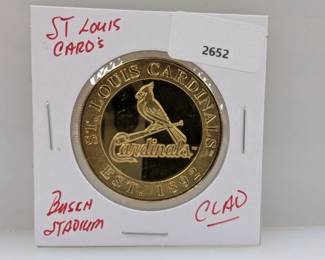 ST LOUIS
CARD'S
2652
ST. LOUIS CARDINALS
Cardinals
EST. 1892
BUSCH
STADIUM
CLAD